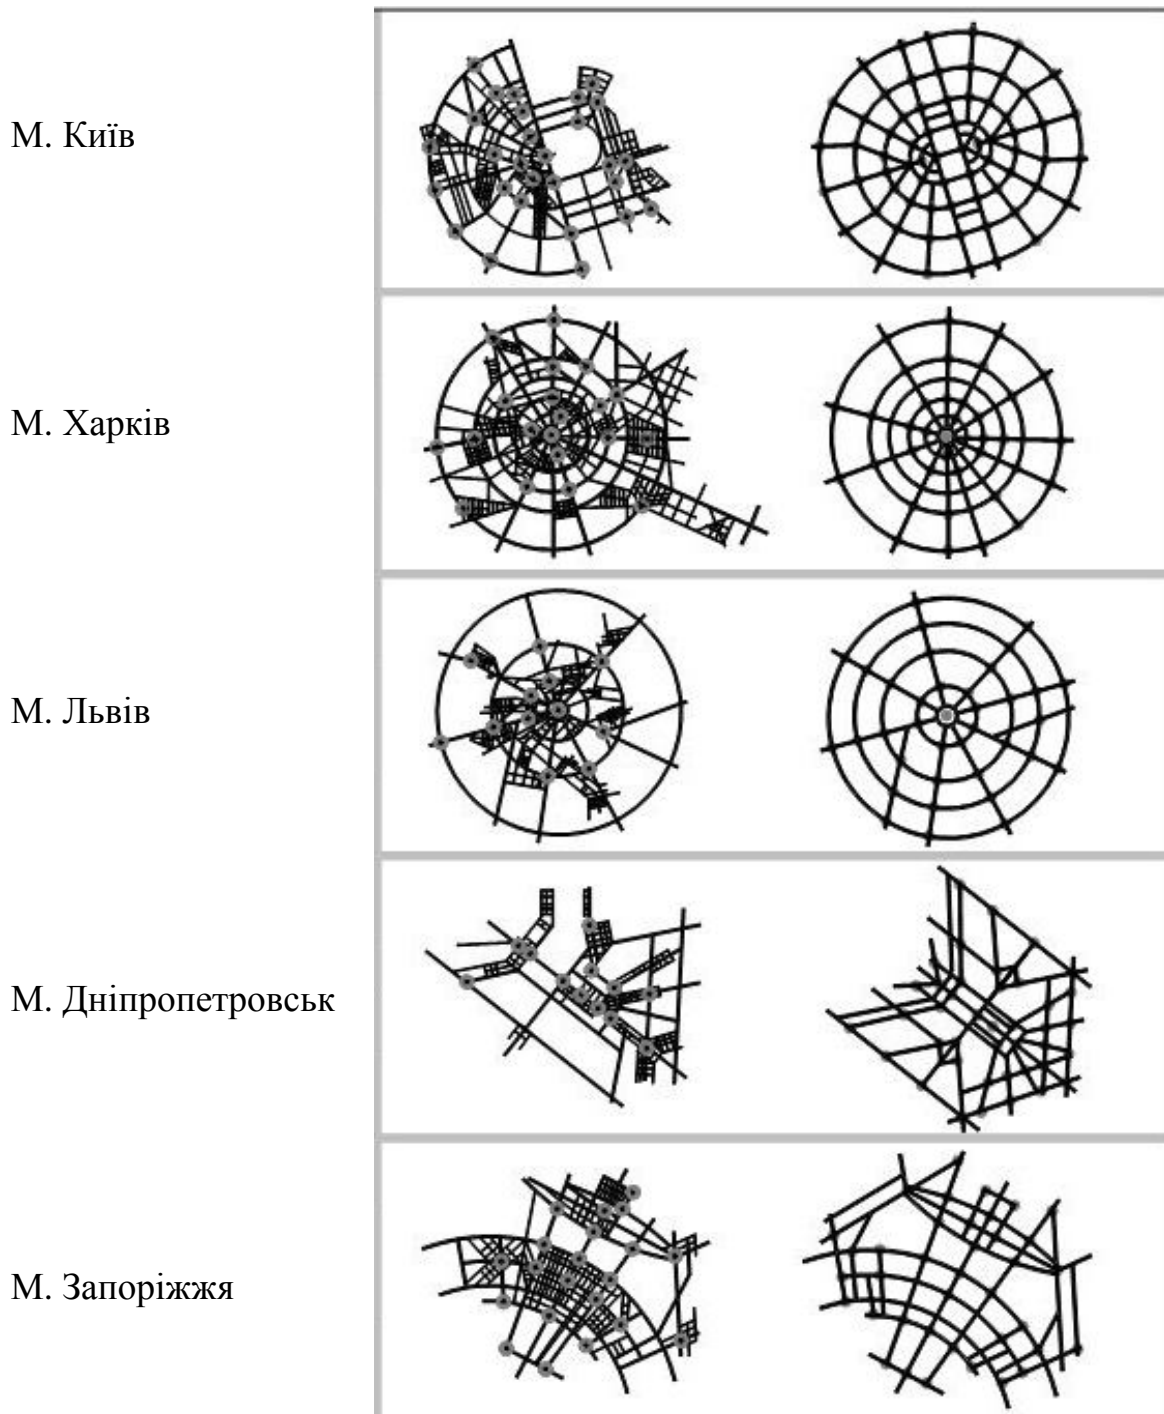 М. Київ
М. Харків
М. Львів
М. Дніпропетровськ
М. Запоріжжя